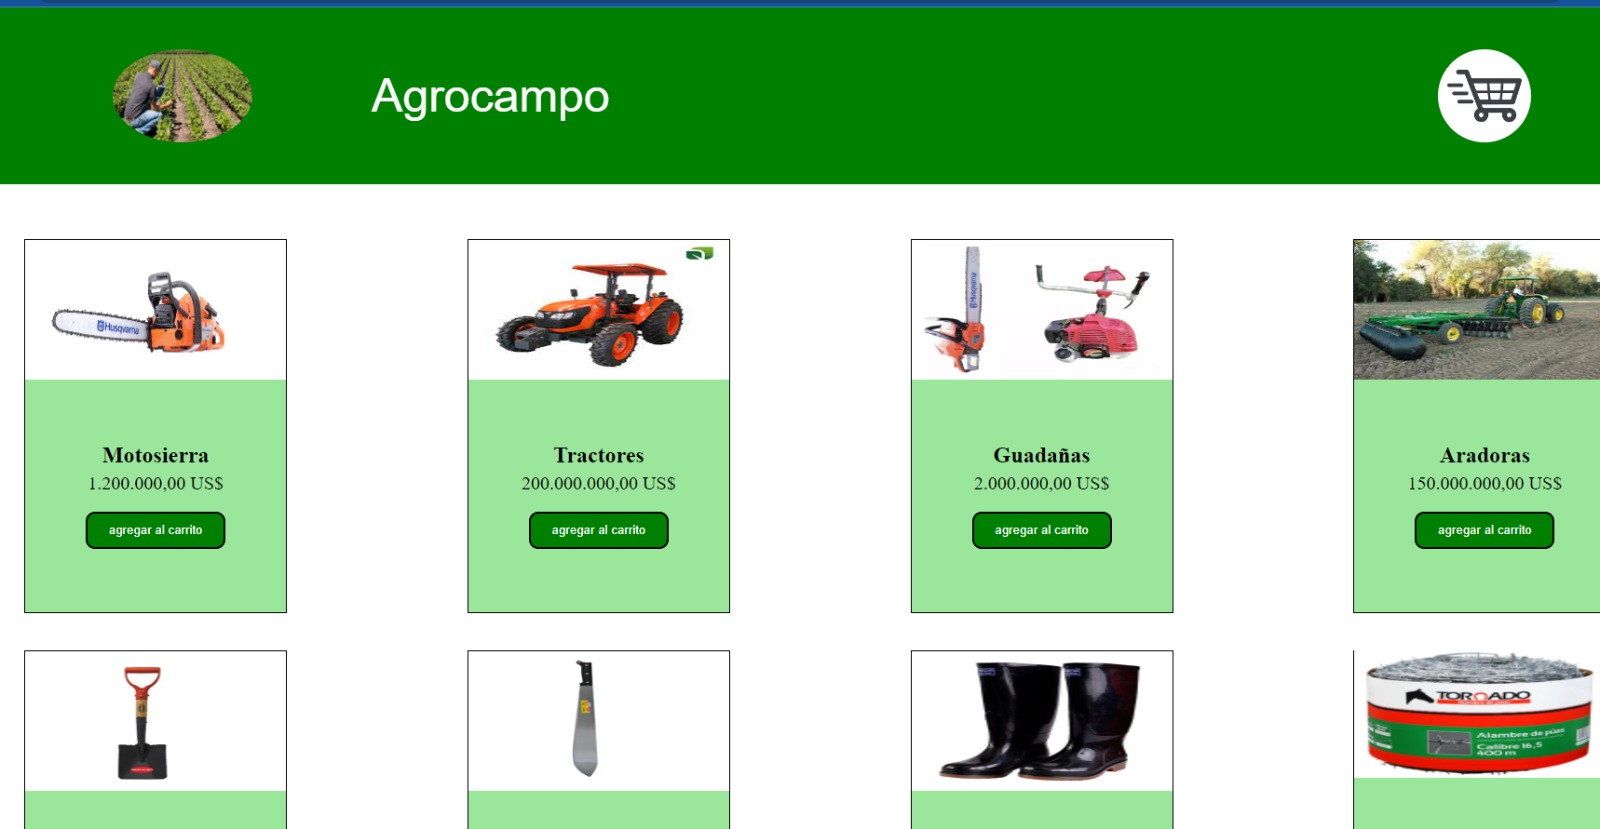 Agrocampo
Husqvarna
Husqvarna
Motosierra
1.200.000,00 US$
agregar al carrito
Tractores
200.000.000,00 US$
agregar al carrito
Guadañas
2.000.000,00 US$
agregar al carrito
Aradoras
150.000.000,00 US$
agregar al carrito
TORNADO
Alambre de púas
Calibre 16,5
400 m